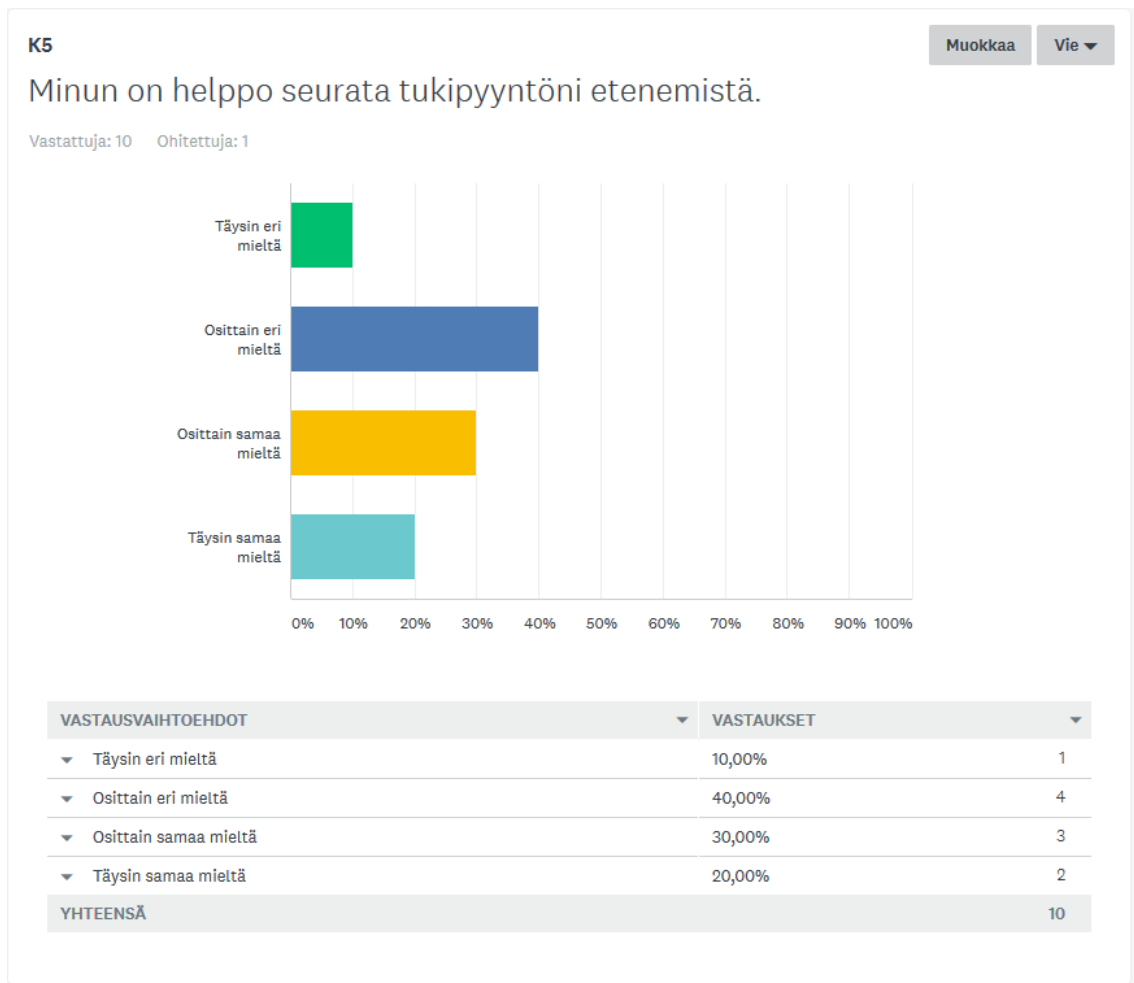 K5
Muokkaa
Vie
Minun on helppo seurata tukipyyntöni etenemistä.
Vastattuja: 10 Ohitettuja: 1
Täysin eri
mieltä
Osittain eri
mieltä
Osittain samaa
mieltä
Täysin samaa
mieltä
0% 10% 20% 30% 40% 50% 60% 70% 80% 90% 100%
VASTAUSVAIHTOEHDOT VASTAUKSET
Täysin eri mieltä 10,00% 1
Osittain eri mieltä 40,00% 4
Osittain samaa mieltä 30,00% 3
Täysin samaa mieltä 20,00% 2
YHTEENSÄ 10